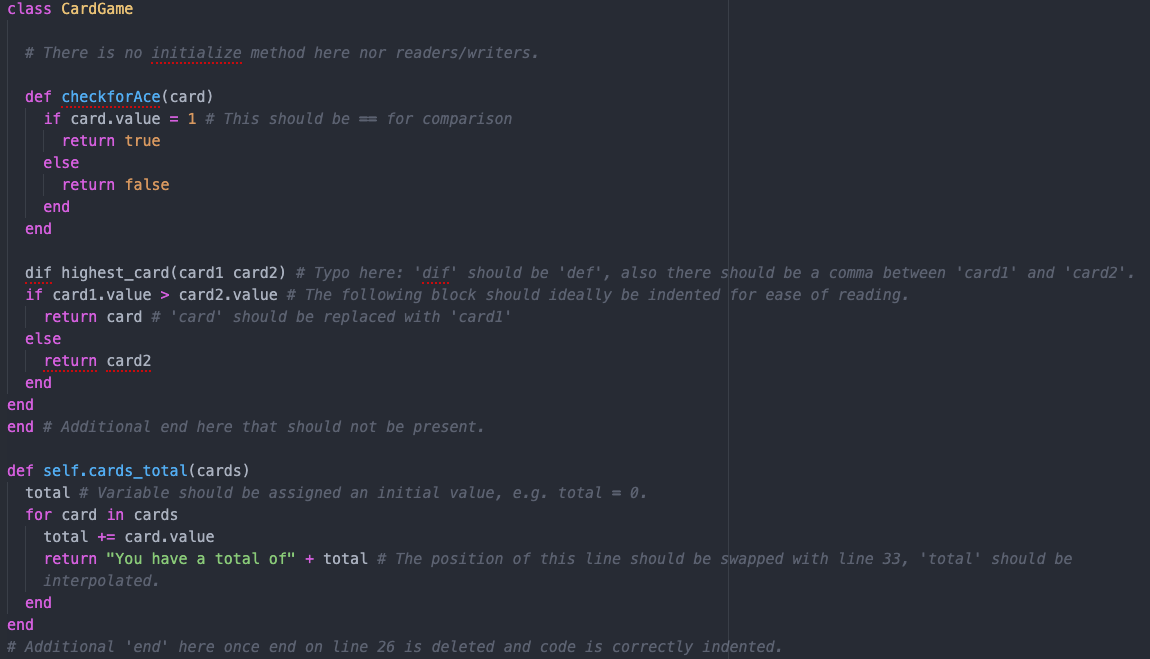 class CardGame
# There is no initialize method here nor readers/writers.
def checkforAce(card)
if card.value = 1 # This should be == for comparison
return true
else
return false
end
end
dif highest_card(card1 card2) # Typo here: 'dif' should be 'def', also there should be a comma between 'card1' and 'card2'.
if card1.value > card2.value # The following block should ideally be indented for ease of reading.
return card # 'card' should be replaced with 'card1'
else
return card2
end
end
end # Additional end here that should not be present.
def self.cards_total(cards)
total # Variable should be assigned an initial value, e.g. total = 0.
for card in cards
total += card.value
return "You have a total of" + total # The position of this line should be swapped with line 33, 'total' should be
interpolated.
end
end
# Additional 'end' here once end on line 26 is deleted and code is correctly indented.